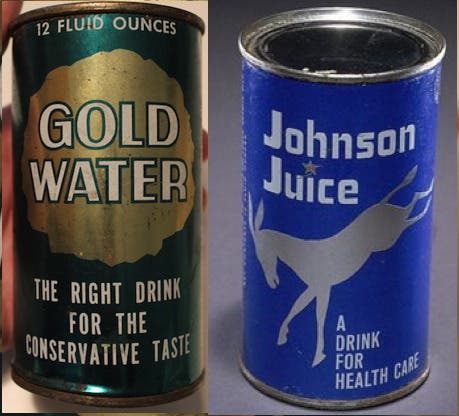 12 FLUID OUNCES
GOLD
WATER
THE RIGHT DRINK
FOR THE
CONSERVATIVE TASTE
Johnson
Juice
A
DRINK
FOR
HEALTH CARE